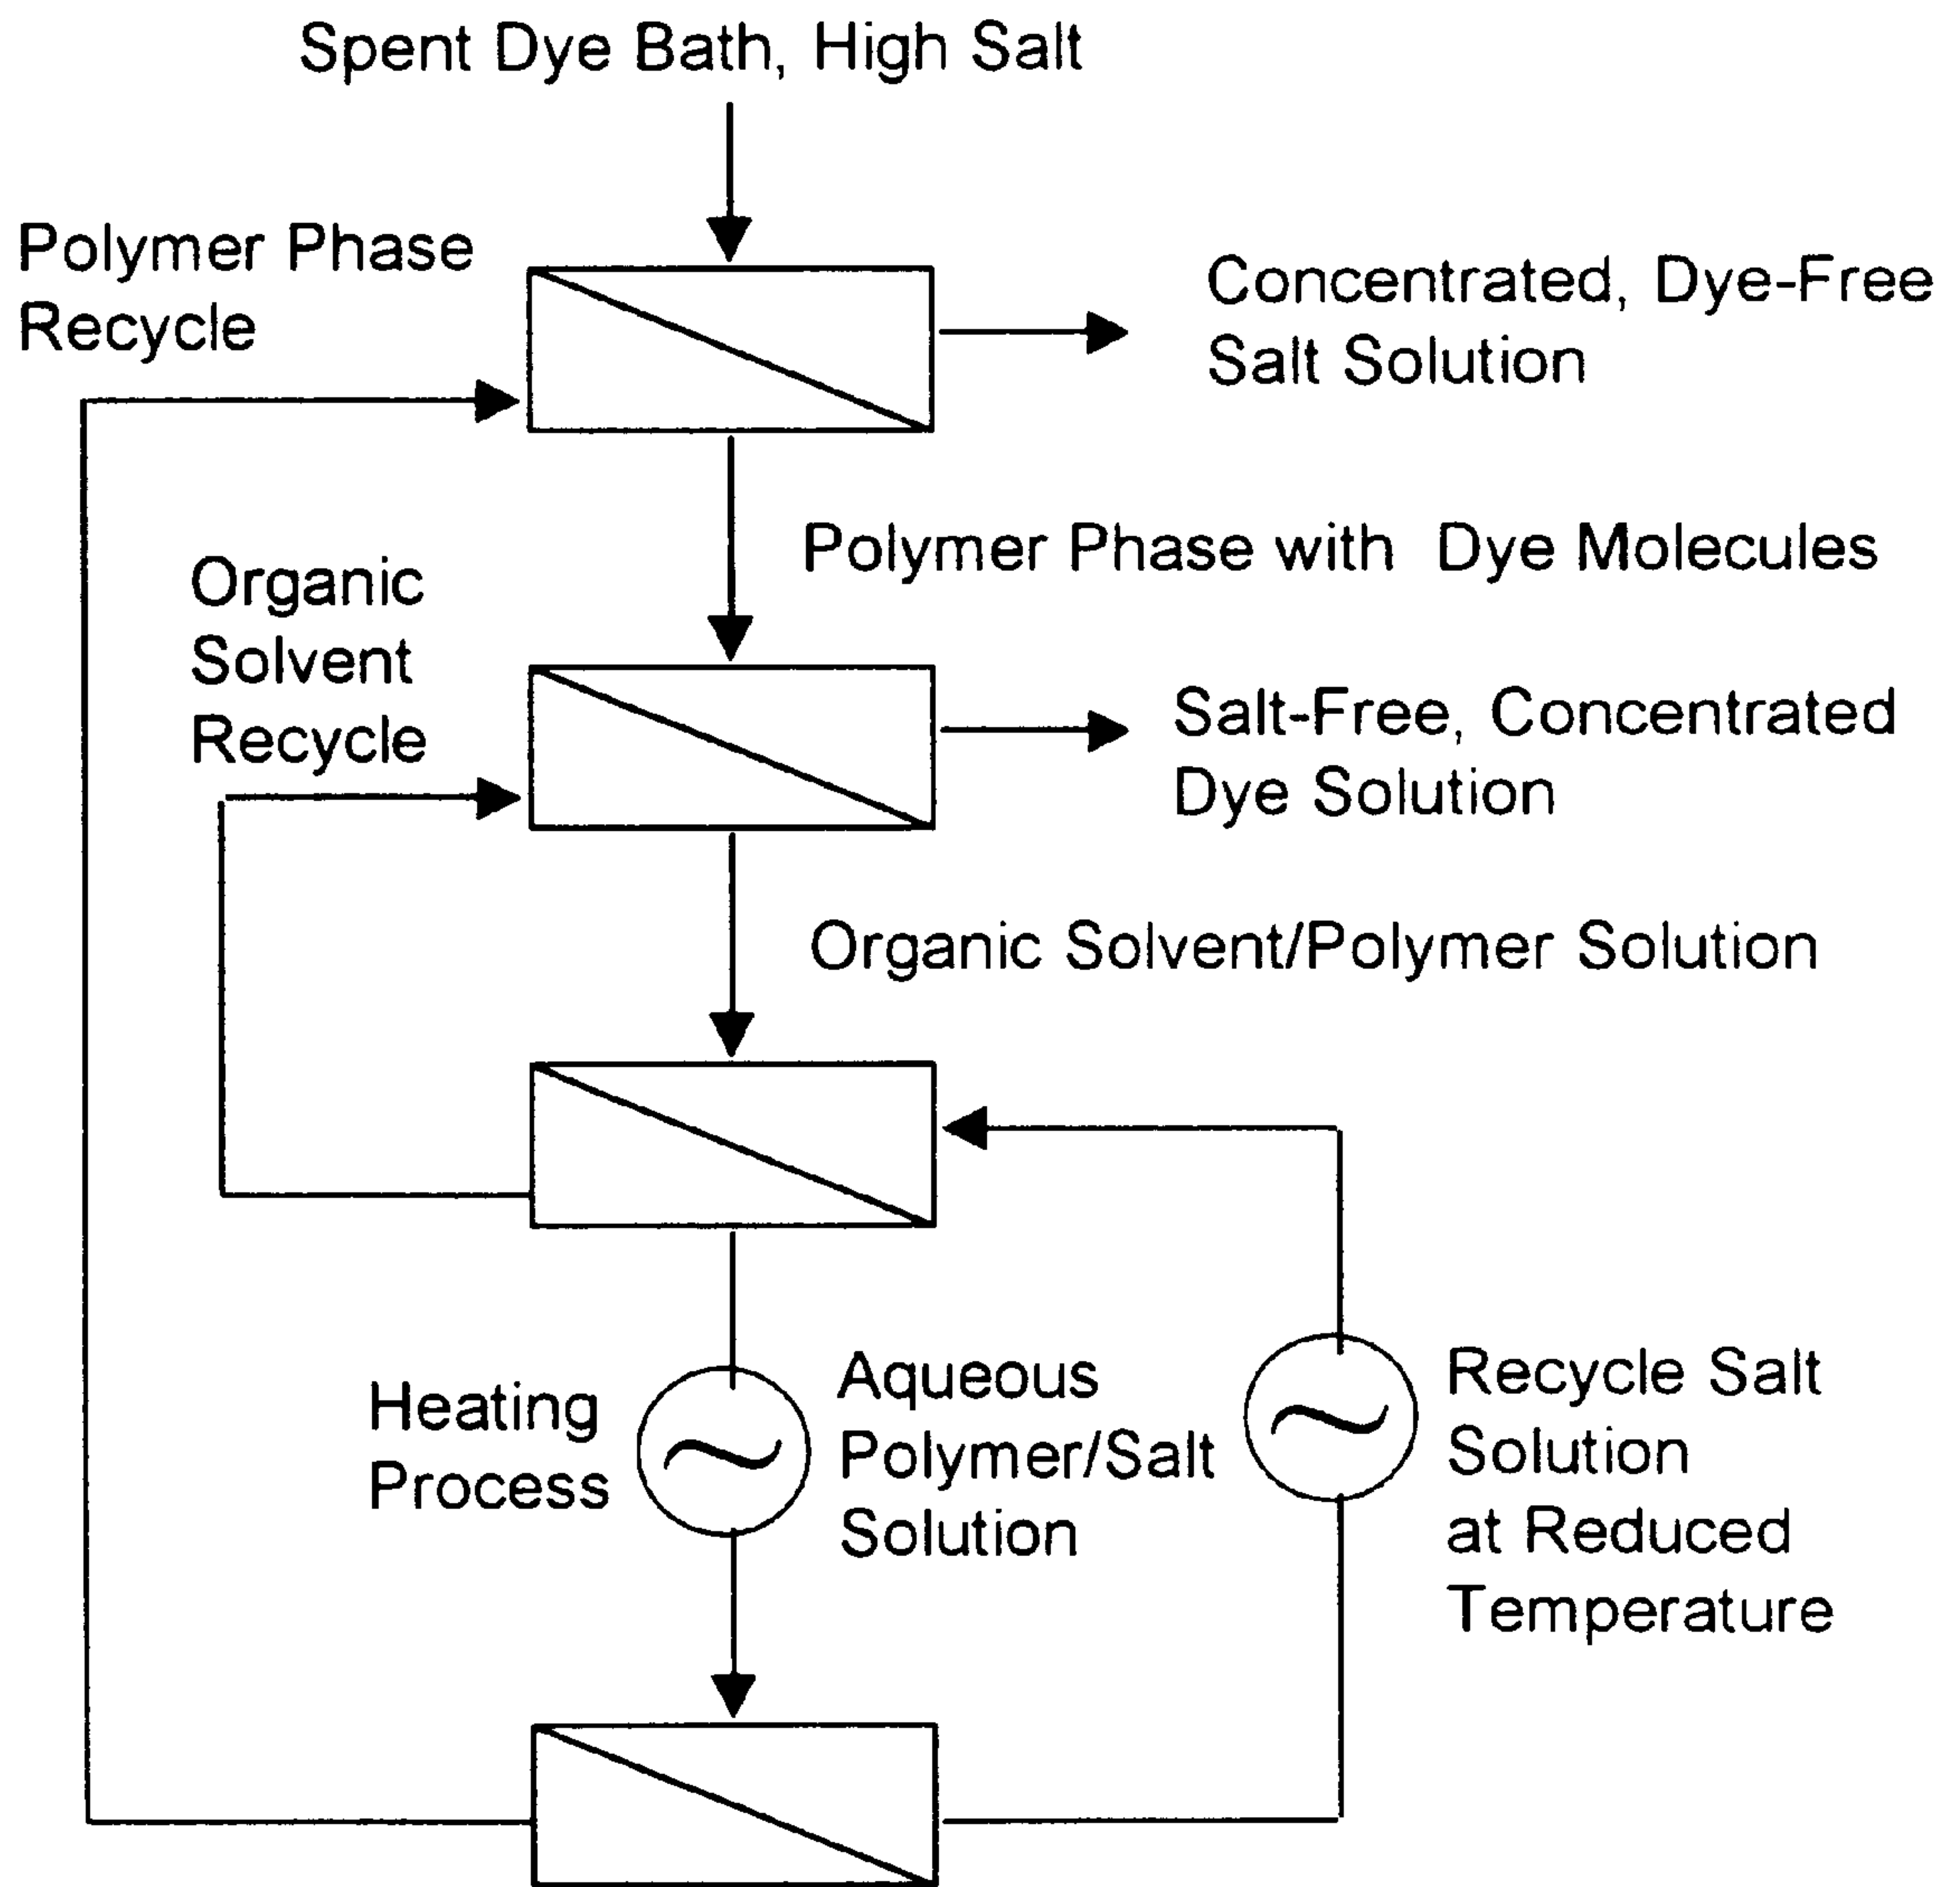 Spent Dye Bath, High Salt
Polymer Phase
Recycle
Concentrated, Dye-Free
Salt Solution
Polymer Phase with Dye Molecules
Organic
Solvent
Recycle
Salt-Free, Concentrated
Dye Solution
Organic Solvent/Polymer Solution
Heating
Process
Aqueous
Polymer/Salt
Solution
Recycle Salt
Solution
at Reduced
Temperature